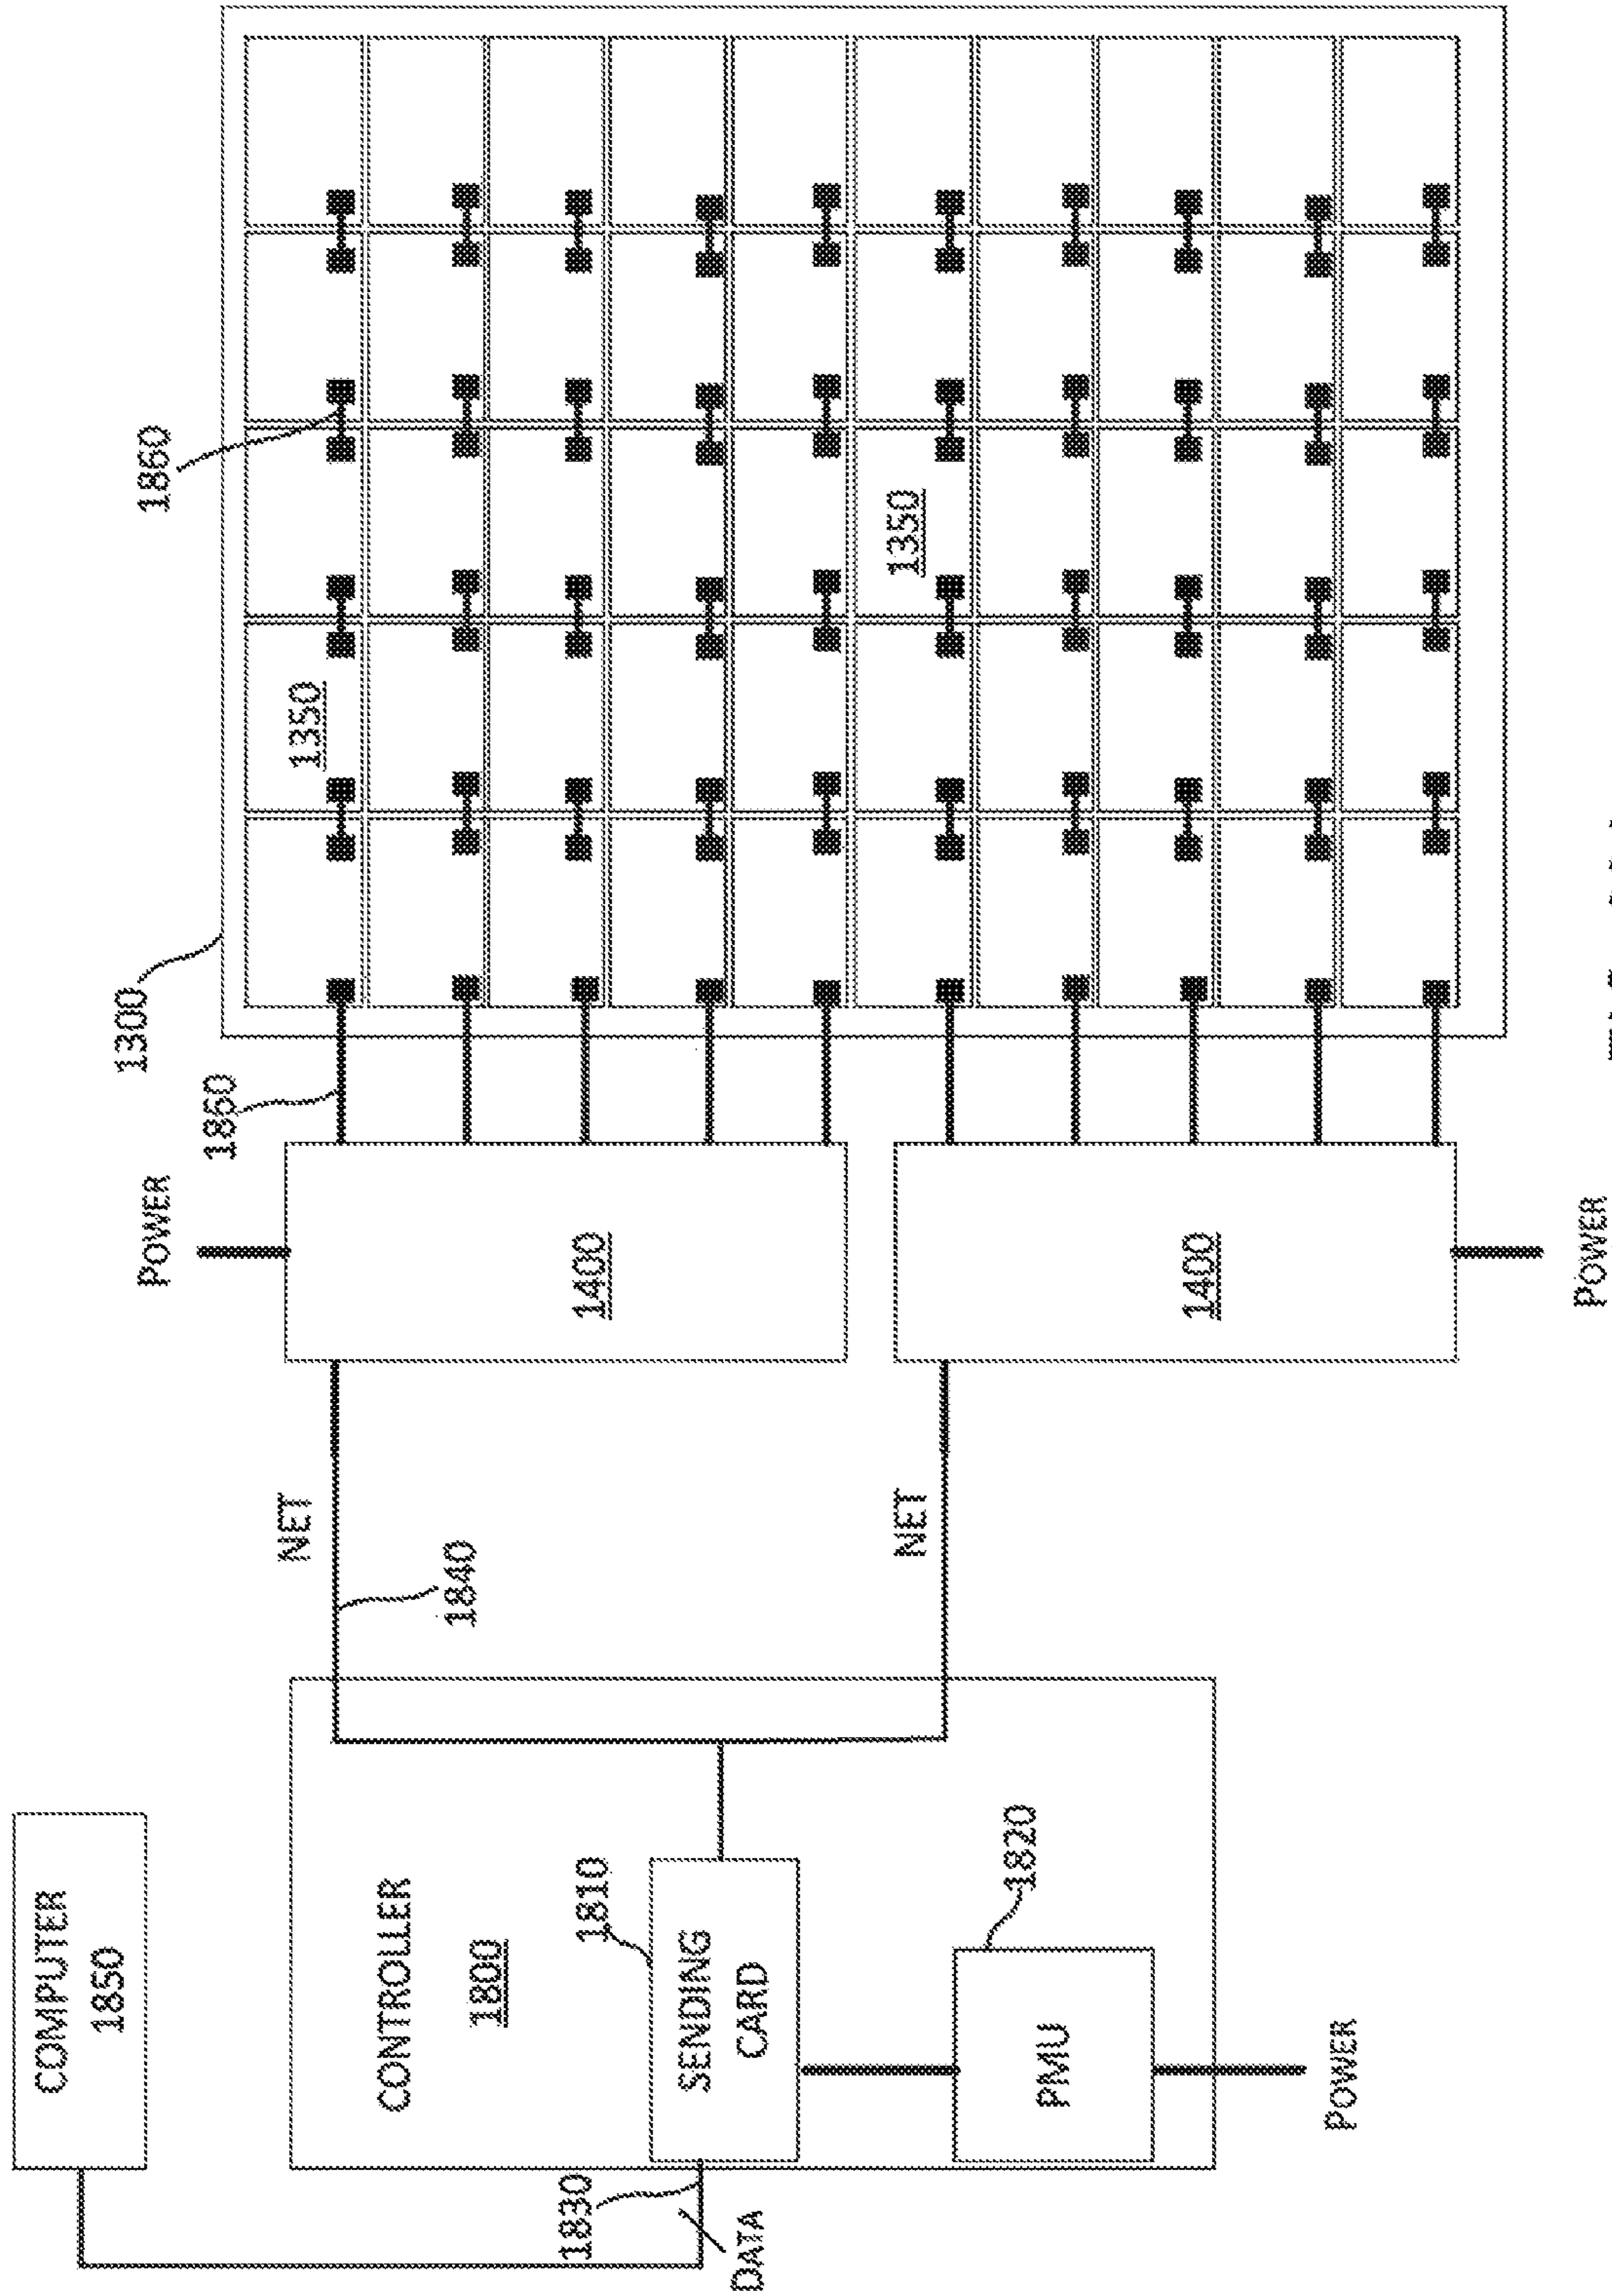 COMPUTER
1850
CONTROLLER
1800
1810
SENDING
CARD
1820
PMU
POWER
1830
DATA
NET
1840
NET
POWER
1400
1400
POWER
1860
1300
1350
1350
1860